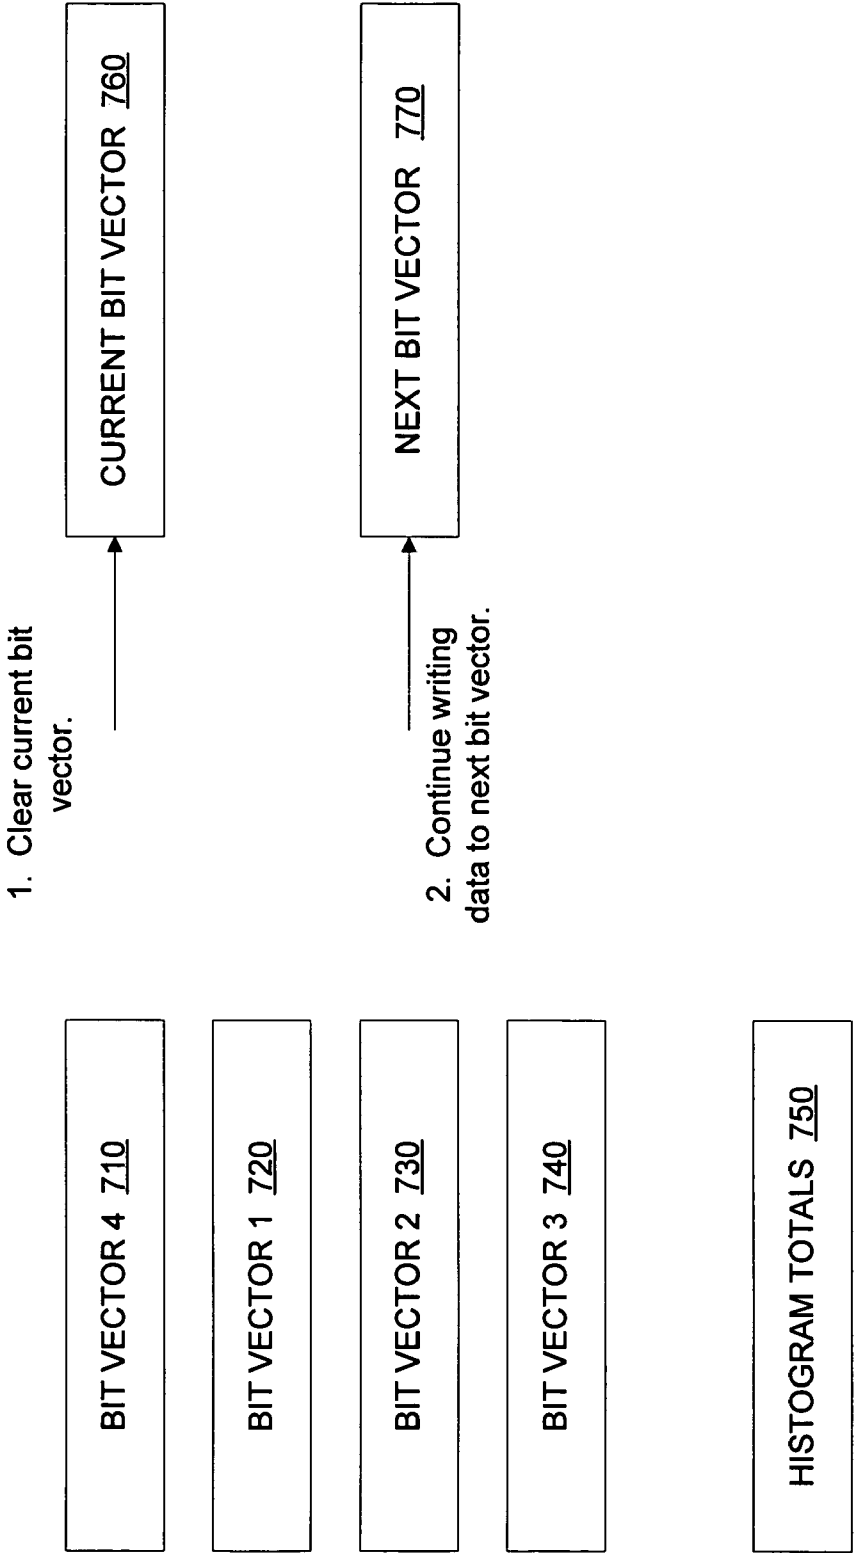 BIT VECTOR 4 710
BIT VECTOR 1 720
BIT VECTOR 2 730
BIT VECTOR 3 740
HISTOGRAM TOTALS 750
1. Clear current bit
vector.
CURRENT BIT VECTOR 760
2. Continue writing
data to next bit vector.
NEXT BIT VECTOR 770